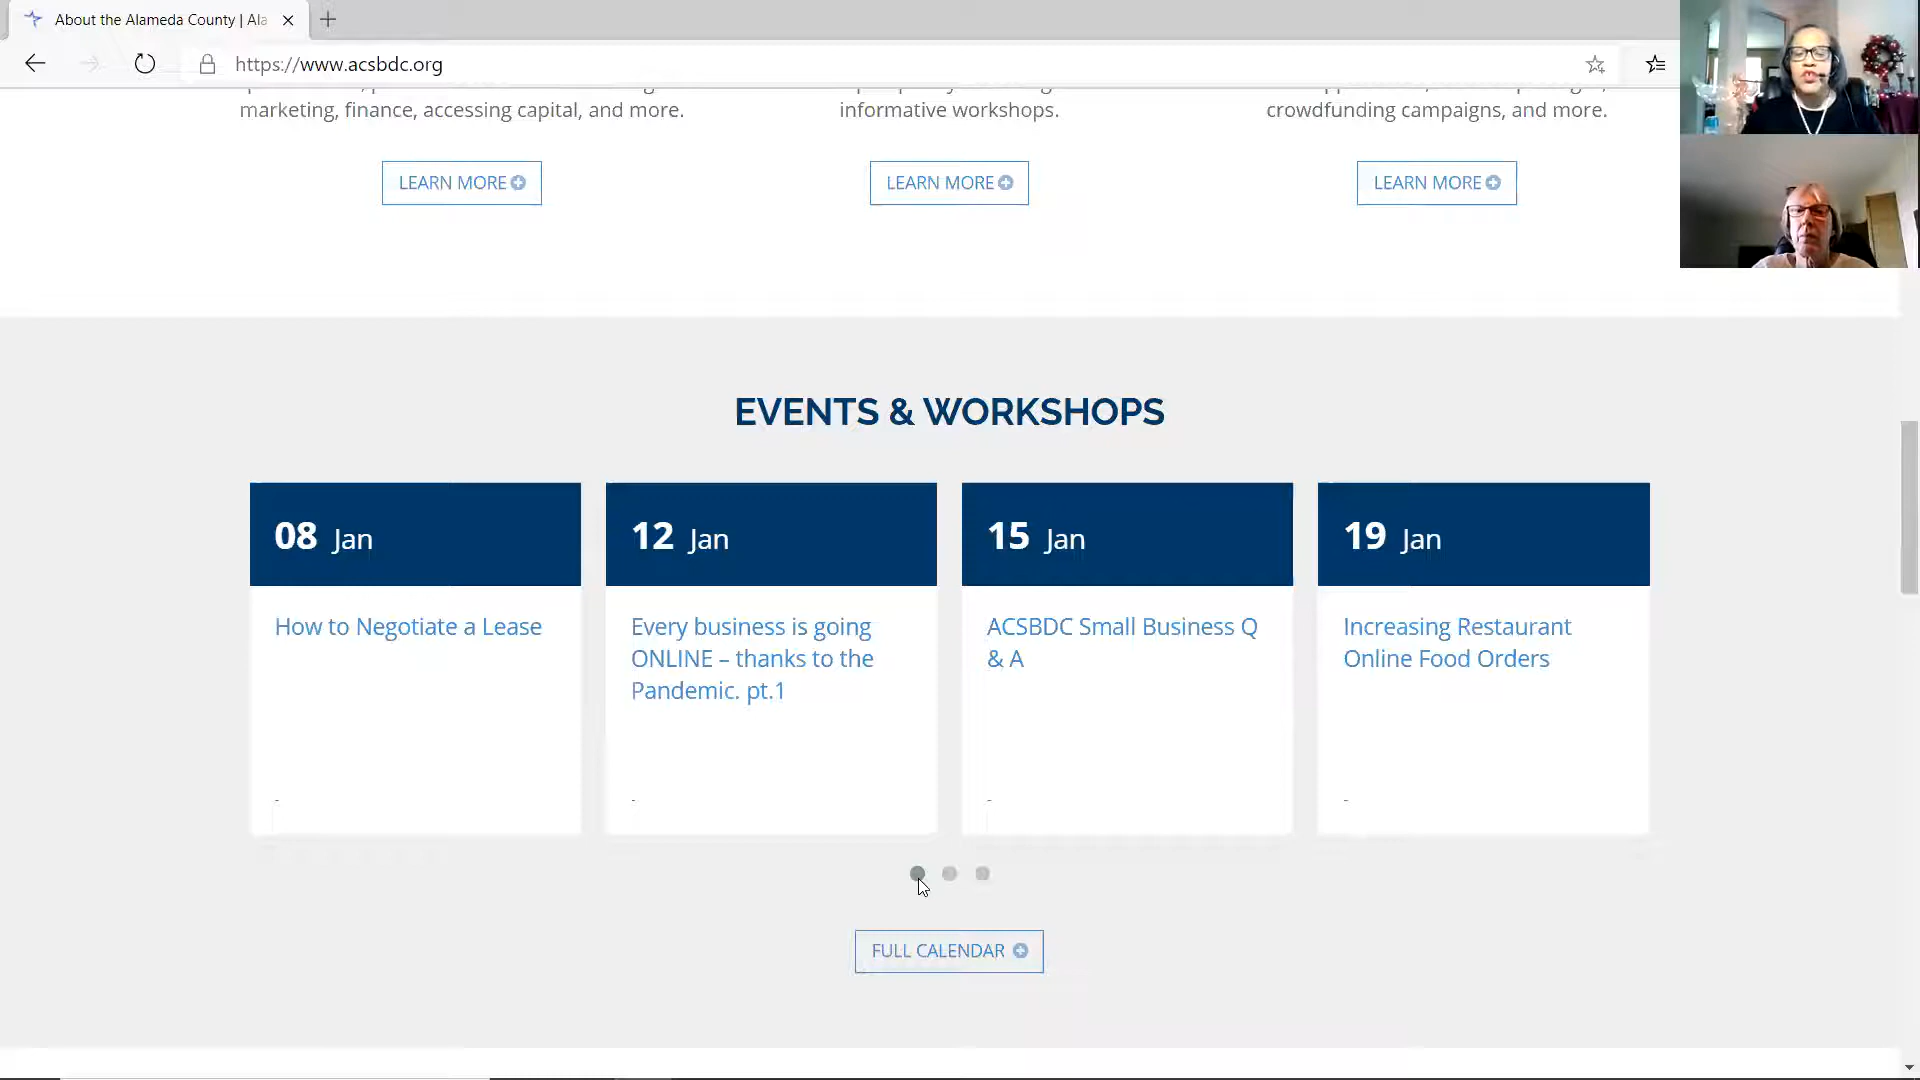 About the Alameda County | Ala
https://www.acsbdc.org
marketing, finance, accessing capital, and more.
informative workshops.
crowdfunding campaigns, and more.
LEARN MORE
LEARN MORE
LEARN MORE
EVENTS & WORKSHOPS
08 Jan
How to Negotiate a Lease
-
12 Jan
Every business is going
ONLINE – thanks to the
Pandemic. pt.1
-
15 Jan
ACSBDC Small Business Q
& A
-
19 Jan
Increasing Restaurant
Online Food Orders
-
FULL CALENDAR